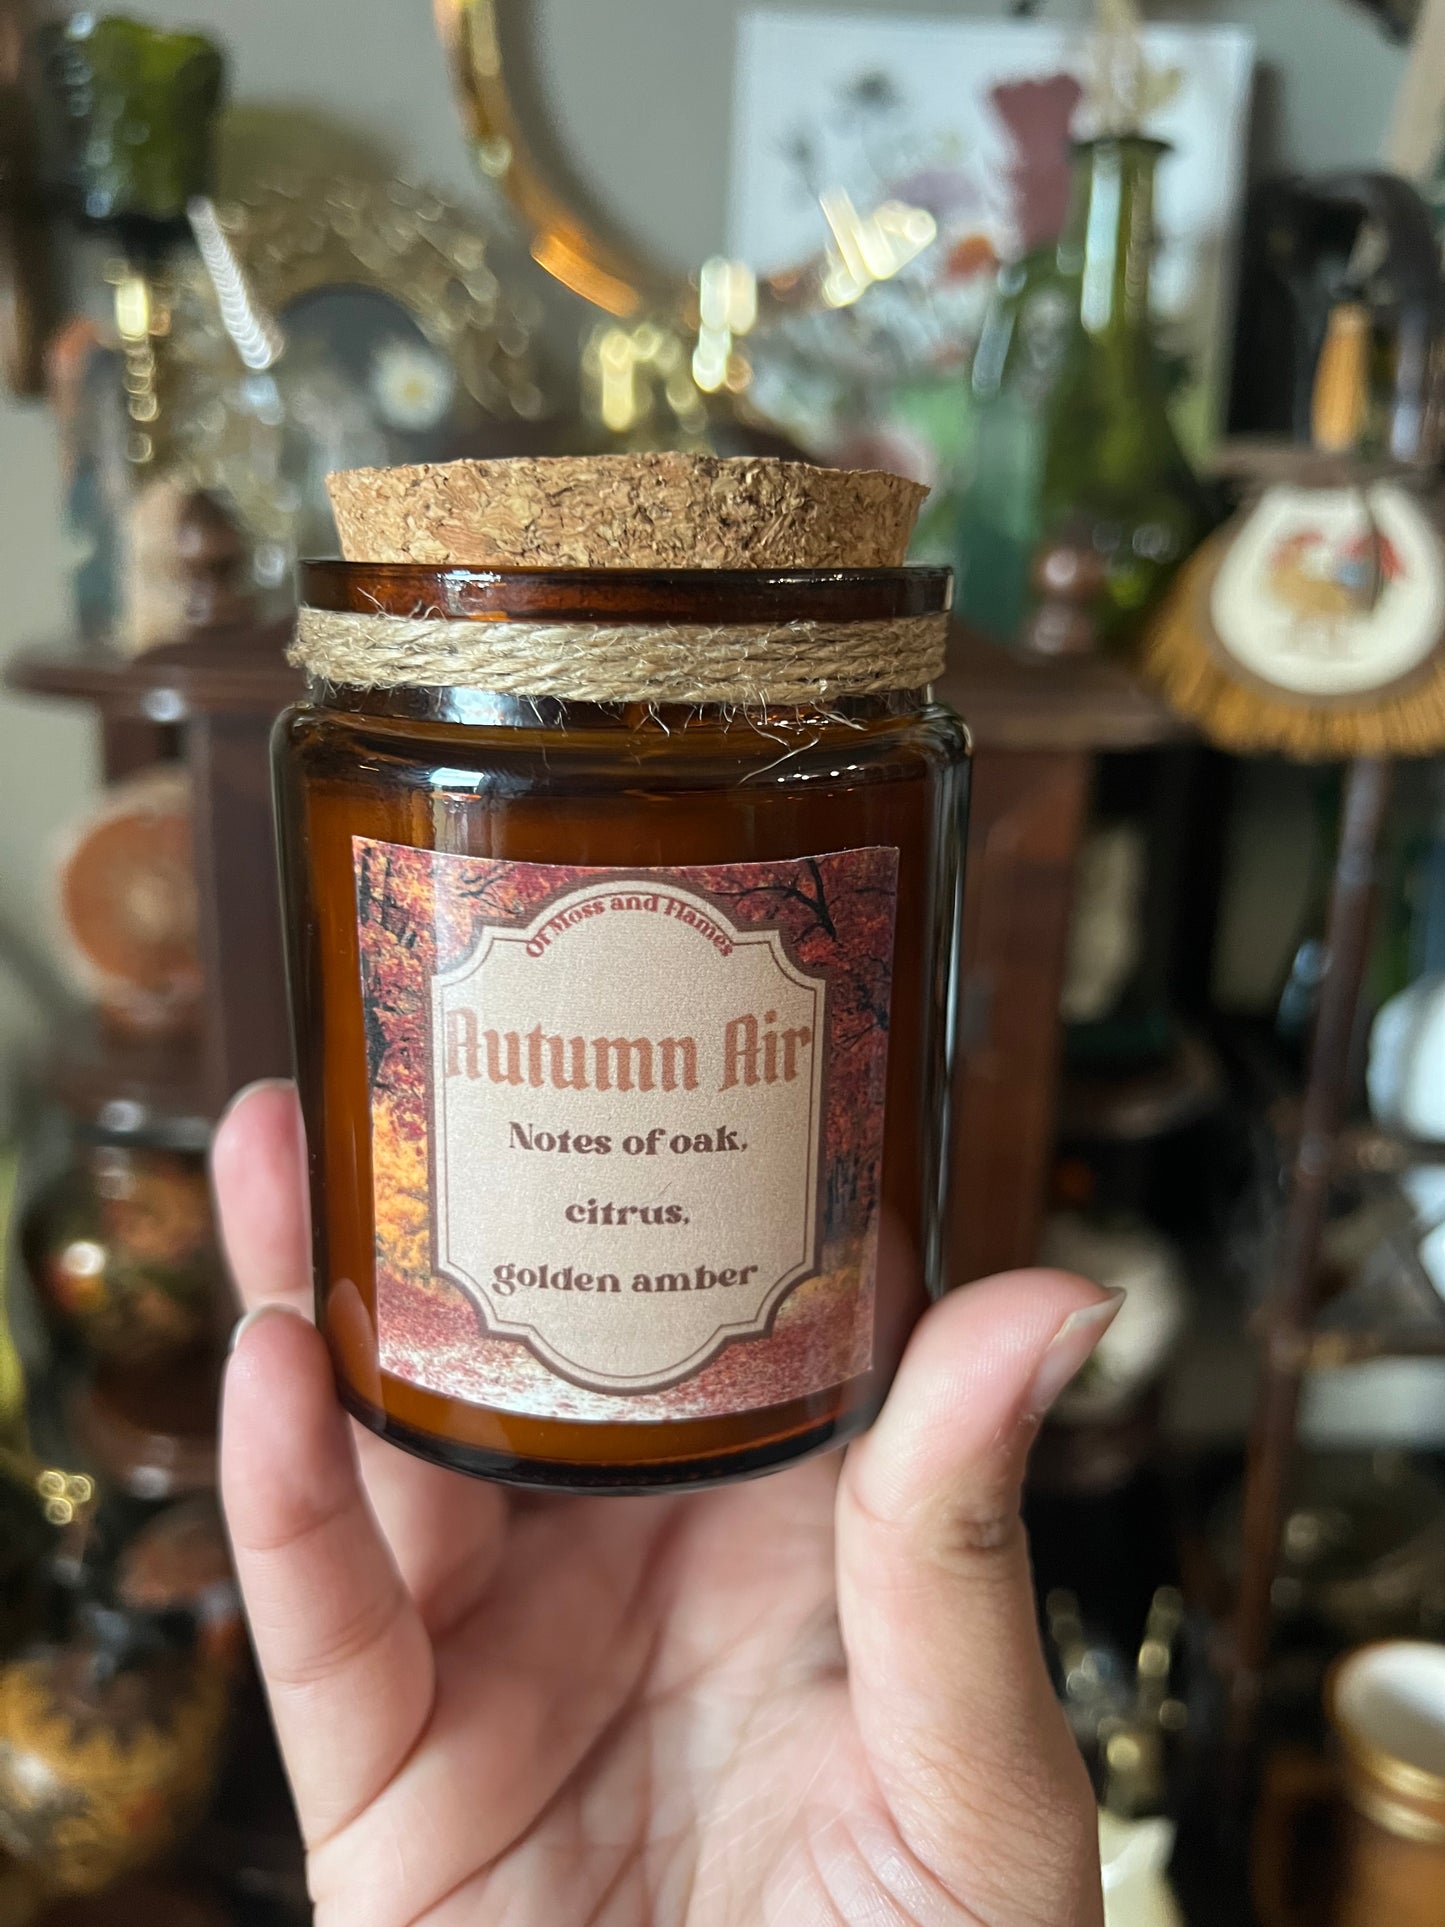 Of Moss and Flames
Autumn Air
Notes of oak,
citrus,
golden amber